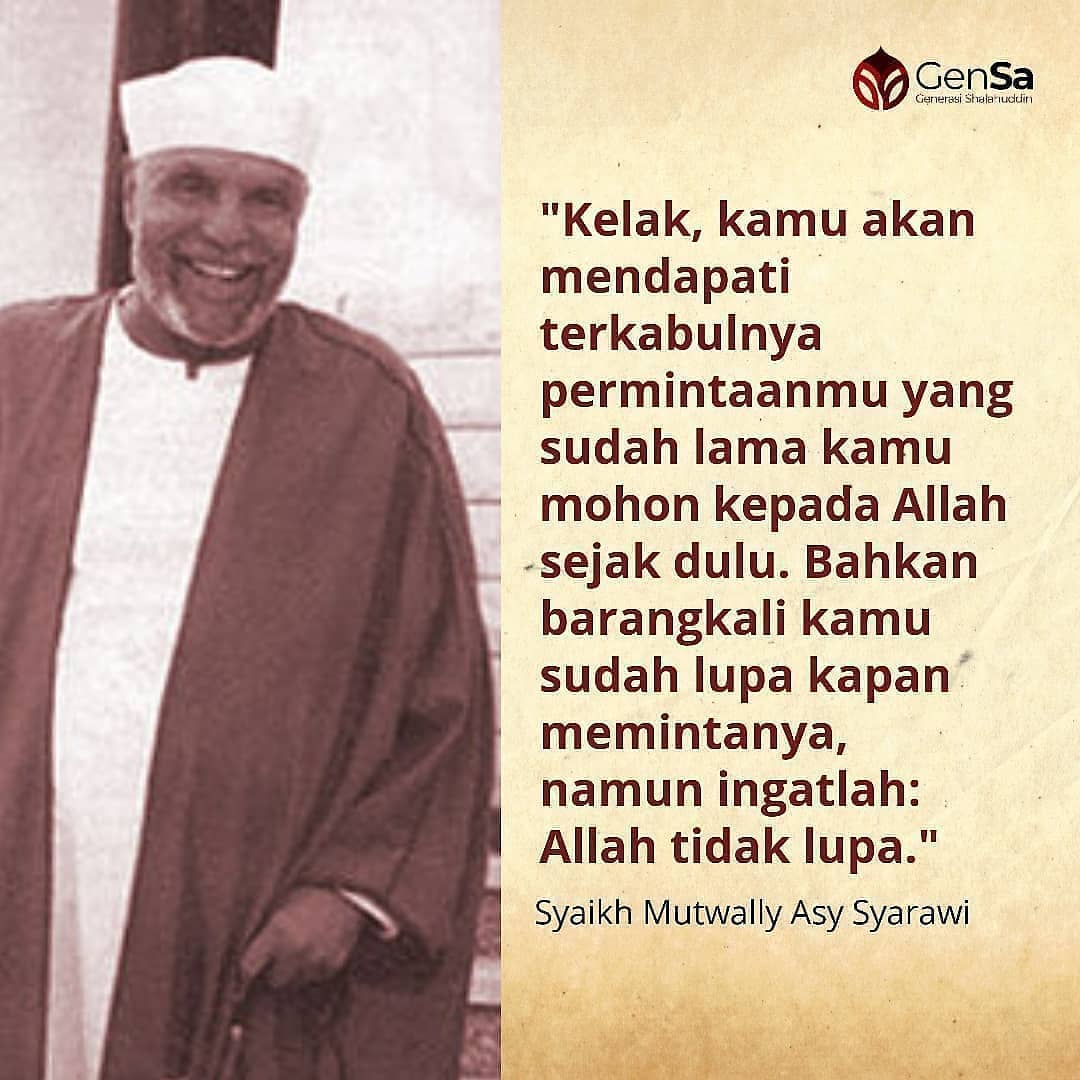 GenSa
Generasi Shalahuddin
"Kelak, kamu akan
mendapati
terkabulnya
permintaanmu yang
sudah lama kamu
mohon kepada Allah
sejak dulu. Bahkan
barangkali kamu
sudah lupa kapan
memintanya,
namun ingatlah:
Allah tidak lupa."
Syaikh Mutwally Asy Syarawi